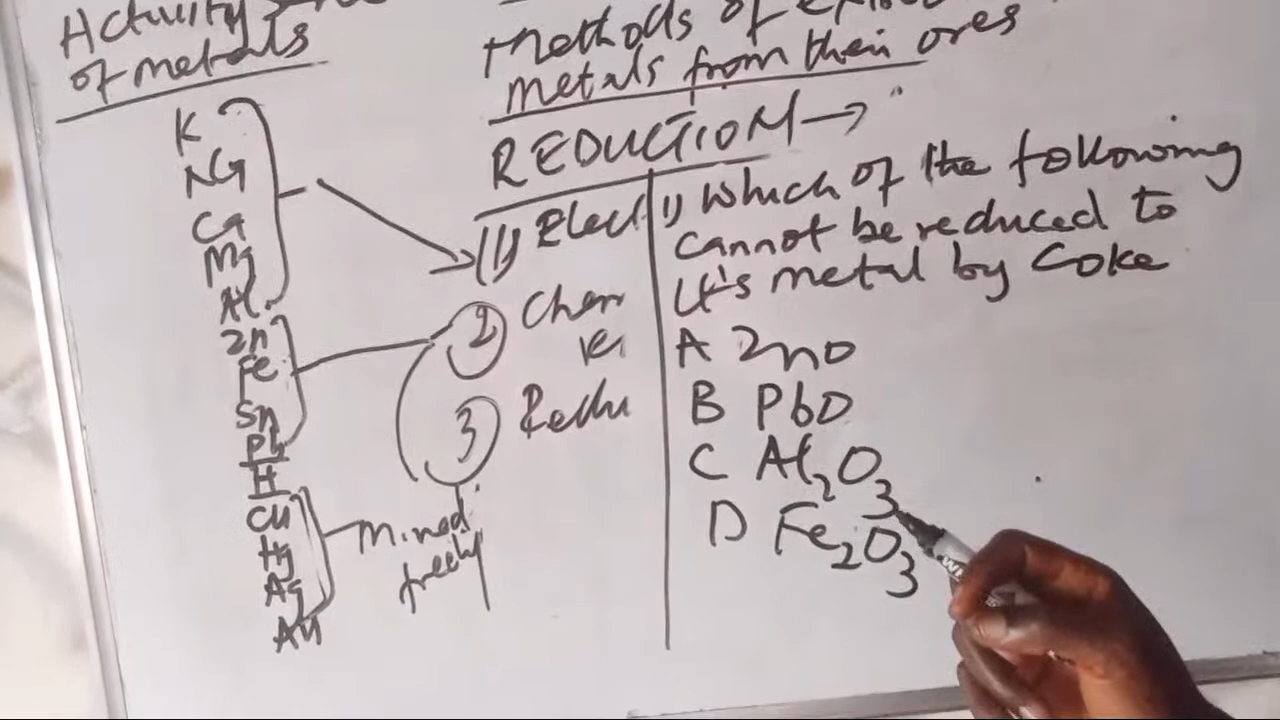 Activity
of metals
K
Na
Ca
Mg
Al
Zn
Fe
Sn
Pb
H
Cu
Hg
Ag
Au
Mined
freely
Methods of
metals from their ores
REDUCTION →
(1) Elect
2 Chem
3 Redu
1) Which of the following
cannot be reduced to
it's metal by Coke
A ZnO
B PbO
C Al₂O₃
D Fe₂O₃